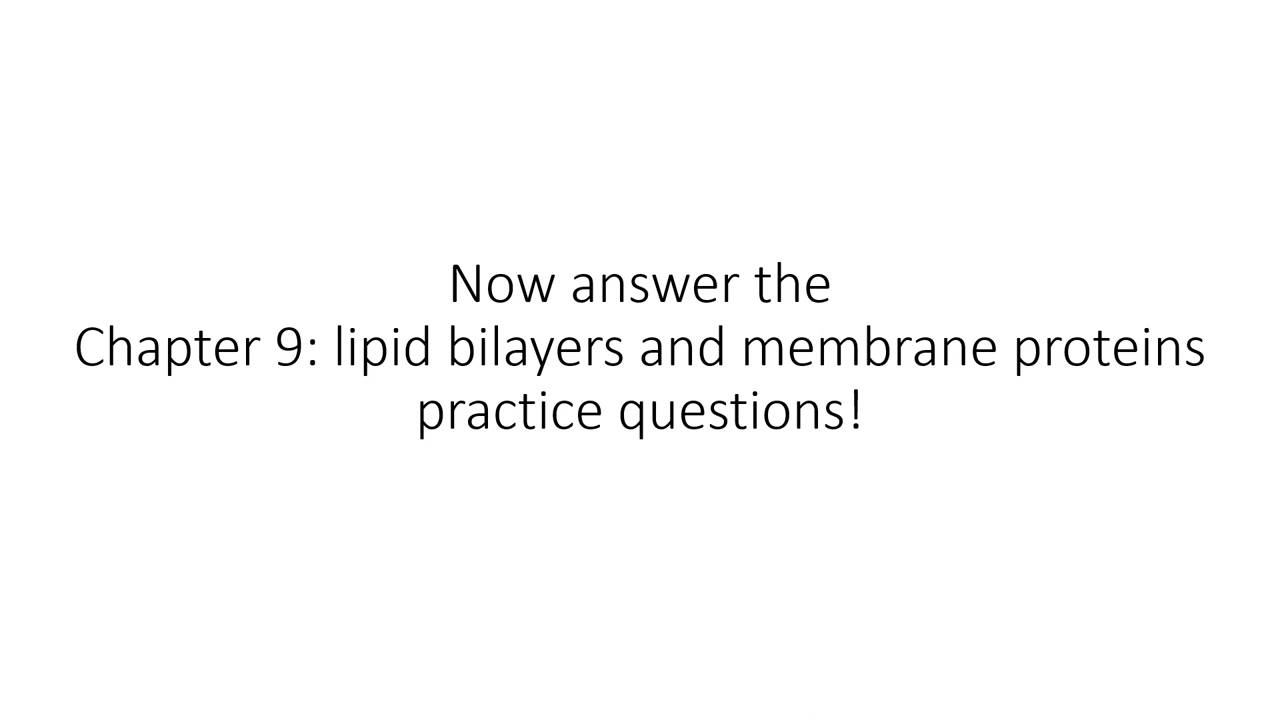 Now answer the
Chapter 9: lipid bilayers and membrane proteins
practice questions!